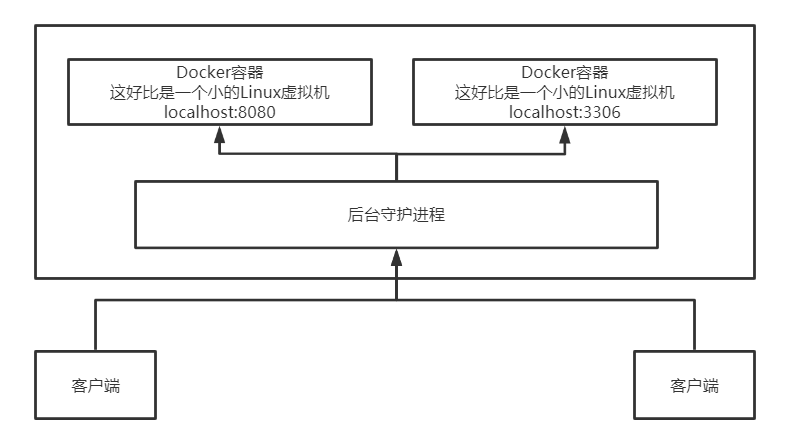 Docker容器
这好比是一个小的Linux虚拟机
localhost:8080
Docker容器
这好比是一个小的Linux虚拟机
localhost:3306
后台守护进程
客户端
客户端